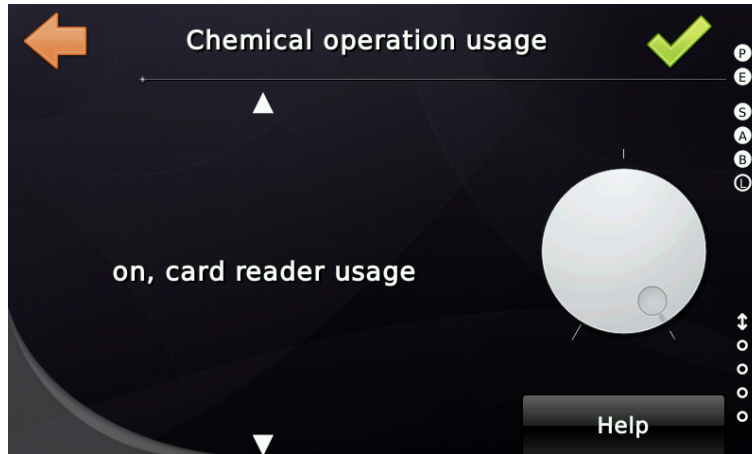 Chemical operation usage
P
E
S
A
B
L
on, card reader usage
Help